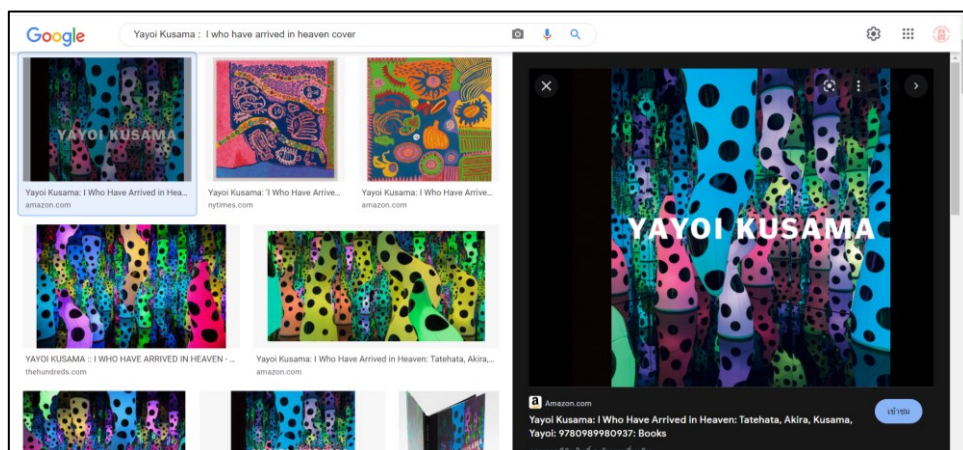 Google
Yayoi Kusama : I who have arrived in heaven cover
YAYOI KUSAMA
Yayoi Kusama: I Who Have Arrived in Hea...
amazon.com
Yayoi Kusama: 'I Who Have Arrive...
nytimes.com
Yayoi Kusama: I Who Have Arrive...
amazon.com
YAYOI KUSAMA :: I WHO HAVE ARRIVED IN HEAVEN - ...
thehundreds.com
Yayoi Kusama: I Who Have Arrived in Heaven: Tatehata, Akira,...
amazon.com
YAYOI KUSAMA
a Amazon.com
Yayoi Kusama: I Who Have Arrived in Heaven: Tatehata, Akira, Kusama,
Yayoi: 9780989980937: Books
เข้าชม